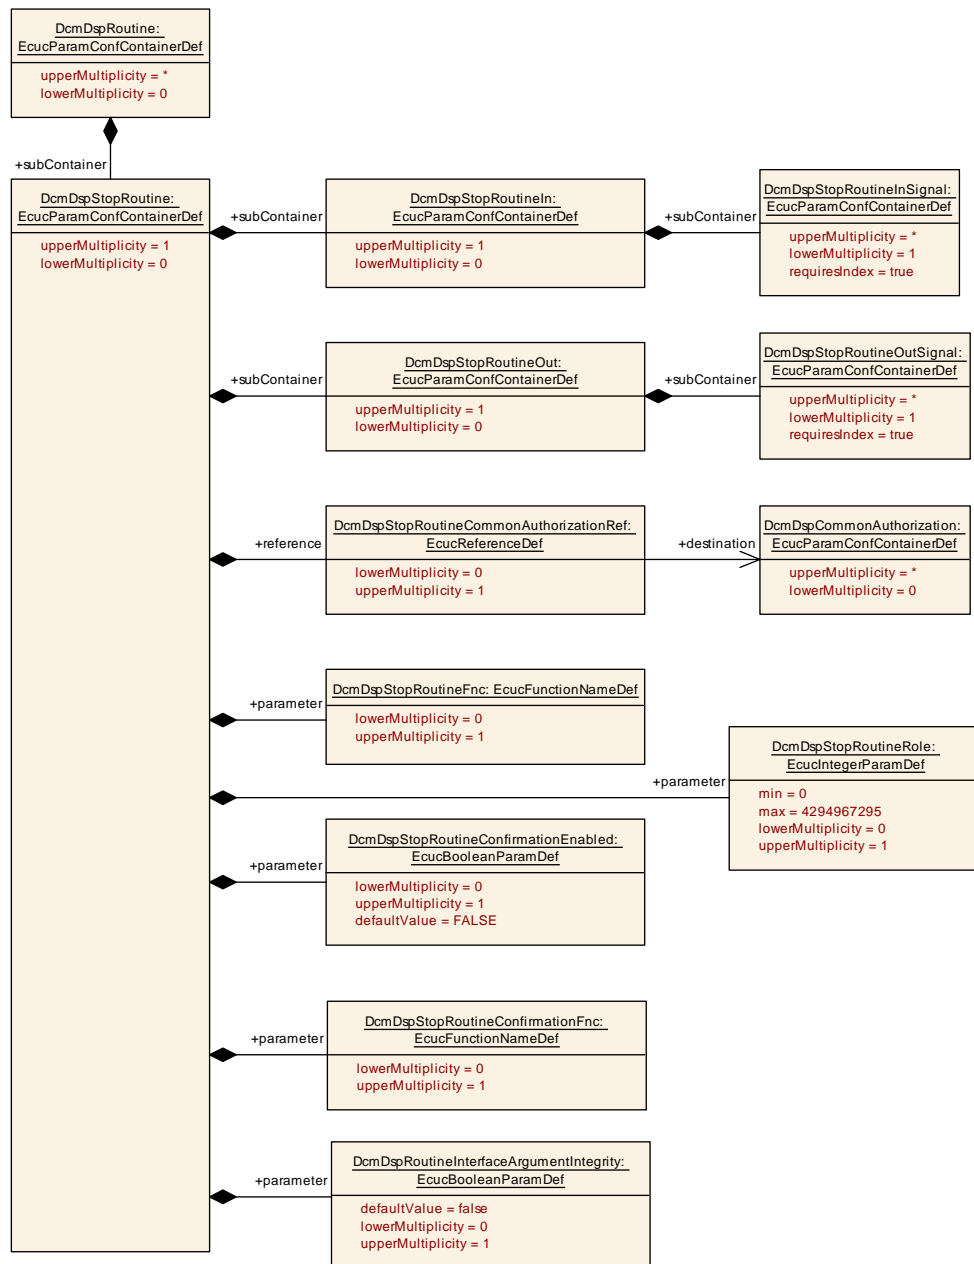 DcmDspRoutine:
EcucParamConfContainerDef
upperMultiplicity = *
lowerMultiplicity = 0
+subContainer
DcmDspStopRoutine:
EcucParamConfContainerDef
upperMultiplicity = 1
lowerMultiplicity = 0
+subContainer
DcmDspStopRoutineIn:
EcucParamConfContainerDef
upperMultiplicity = 1
lowerMultiplicity = 0
+subContainer
DcmDspStopRoutineInSignal:
EcucParamConfContainerDef
upperMultiplicity = *
lowerMultiplicity = 1
requiresIndex = true
+subContainer
DcmDspStopRoutineOut:
EcucParamConfContainerDef
upperMultiplicity = 1
lowerMultiplicity = 0
+subContainer
DcmDspStopRoutineOutSignal:
EcucParamConfContainerDef
upperMultiplicity = *
lowerMultiplicity = 1
requiresIndex = true
+reference
DcmDspStopRoutineCommonAuthorizationRef:
EcucReferenceDef
lowerMultiplicity = 0
upperMultiplicity = 1
+destination
DcmDspCommonAuthorization:
EcucParamConfContainerDef
upperMultiplicity = *
lowerMultiplicity = 0
+parameter
DcmDspStopRoutineFnc: EcucFunctionNameDef
lowerMultiplicity = 0
upperMultiplicity = 1
+parameter
DcmDspStopRoutineRole:
EcucIntegerParamDef
min = 0
max = 4294967295
lowerMultiplicity = 0
upperMultiplicity = 1
+parameter
DcmDspStopRoutineConfirmationEnabled:
EcucBooleanParamDef
lowerMultiplicity = 0
upperMultiplicity = 1
defaultValue = FALSE
+parameter
DcmDspStopRoutineConfirmationFnc:
EcucFunctionNameDef
lowerMultiplicity = 0
upperMultiplicity = 1
+parameter
DcmDspRoutineInterfaceArgumentIntegrity:
EcucBooleanParamDef
defaultValue = false
lowerMultiplicity = 0
upperMultiplicity = 1